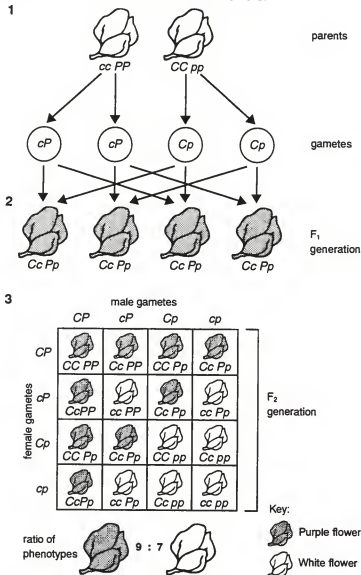 1
parents
cc PP CC pp
cP cP Cp Cp gametes
2
F1
generation
Cc Pp Cc Pp Cc Pp Cc Pp
3
male gametes
CP cP Cp cp
female gametes
CP
CC PP Cc PP CC Pp Cc Pp
cP
CcPP cc PP Cc Pp cc Pp
Cp
CC Pp Cc Pp CC pp Cc pp
cp
CcPp cc Pp Cc pp cc pp
F2
generation
Key:
Purple flower
White flower
ratio of
phenotypes
9 : 7